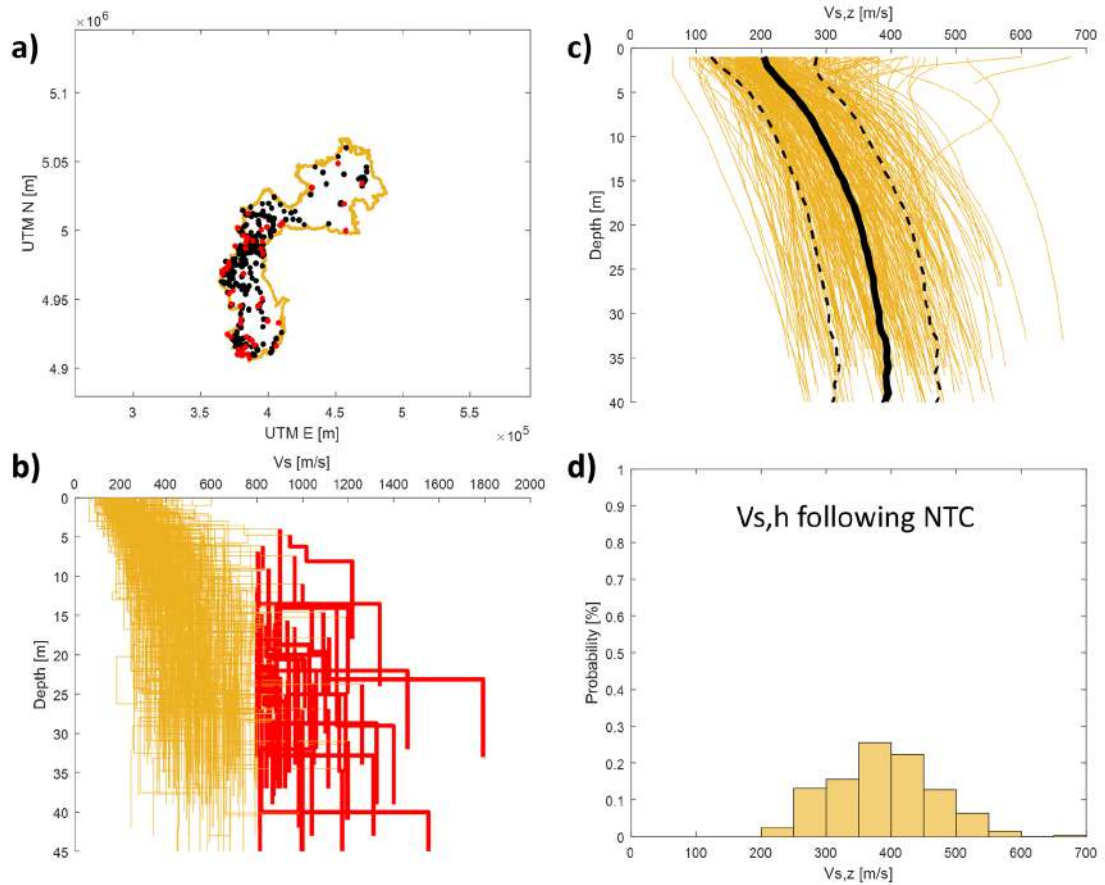 a)
× 10⁶
5.1
5.05
5
4.95
4.9
UTM N [m]
3 3.5 4 4.5 5 5.5
UTM E [m]
× 10⁵
c)
Vs,z [m/s]
0 100 200 300 400 500 600 700
0
5
10
15
20
25
30
35
40
Depth [m]
b)
Vs [m/s]
0 200 400 600 800 1000 1200 1400 1600 1800 2000
0
5
10
15
20
25
30
35
40
45
Depth [m]
d)
Vs,h following NTC
1
0.9
0.8
0.7
0.6
0.5
0.4
0.3
0.2
0.1
0
Probability [%]
0 100 200 300 400 500 600 700
Vs,z [m/s]